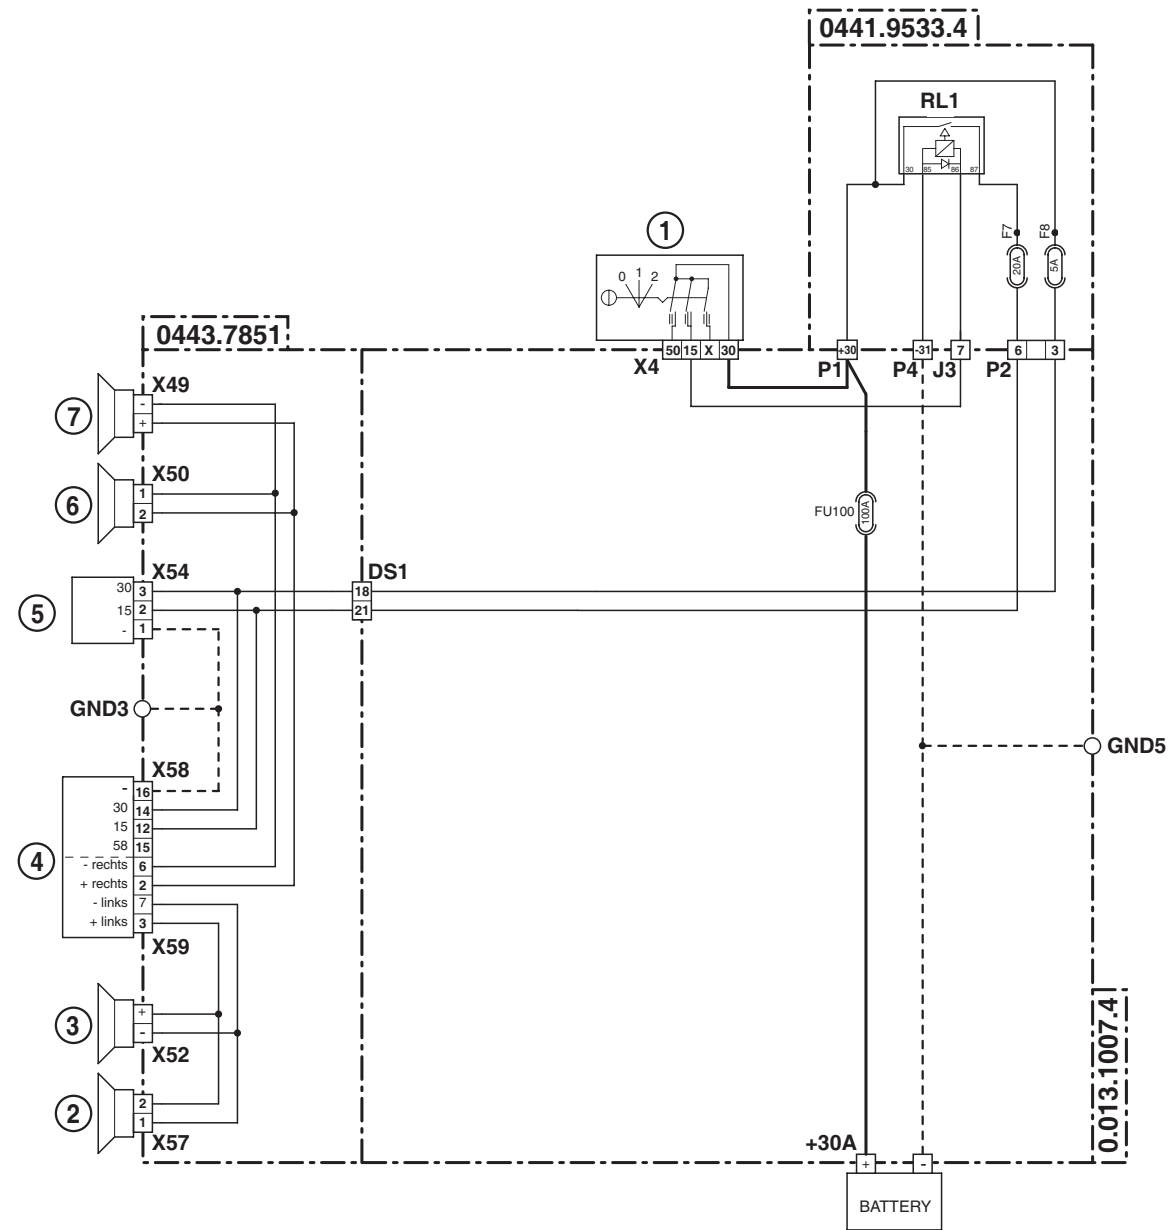 0441.9533.4
RL1
30 85 86 87
F7 F8
20A 5A
1
0 1 2
0443.7851
50 15 X 30
+30 -31 7 6 3
X4 P1 P4 J3 P2
X49
-
+
7
X50
1
2
6
FU100 100A
X54 DS1
30 3 18
15 2 21
- 1
5
GND3
GND5
X58
- 16
30 14
15 12
58 15
- rechts 6
+ rechts 2
- links 7
+ links 3
4
X59
+
-
3
X52
2
1
2
X57
0.013.1007.4
+30A
+ -
BATTERY